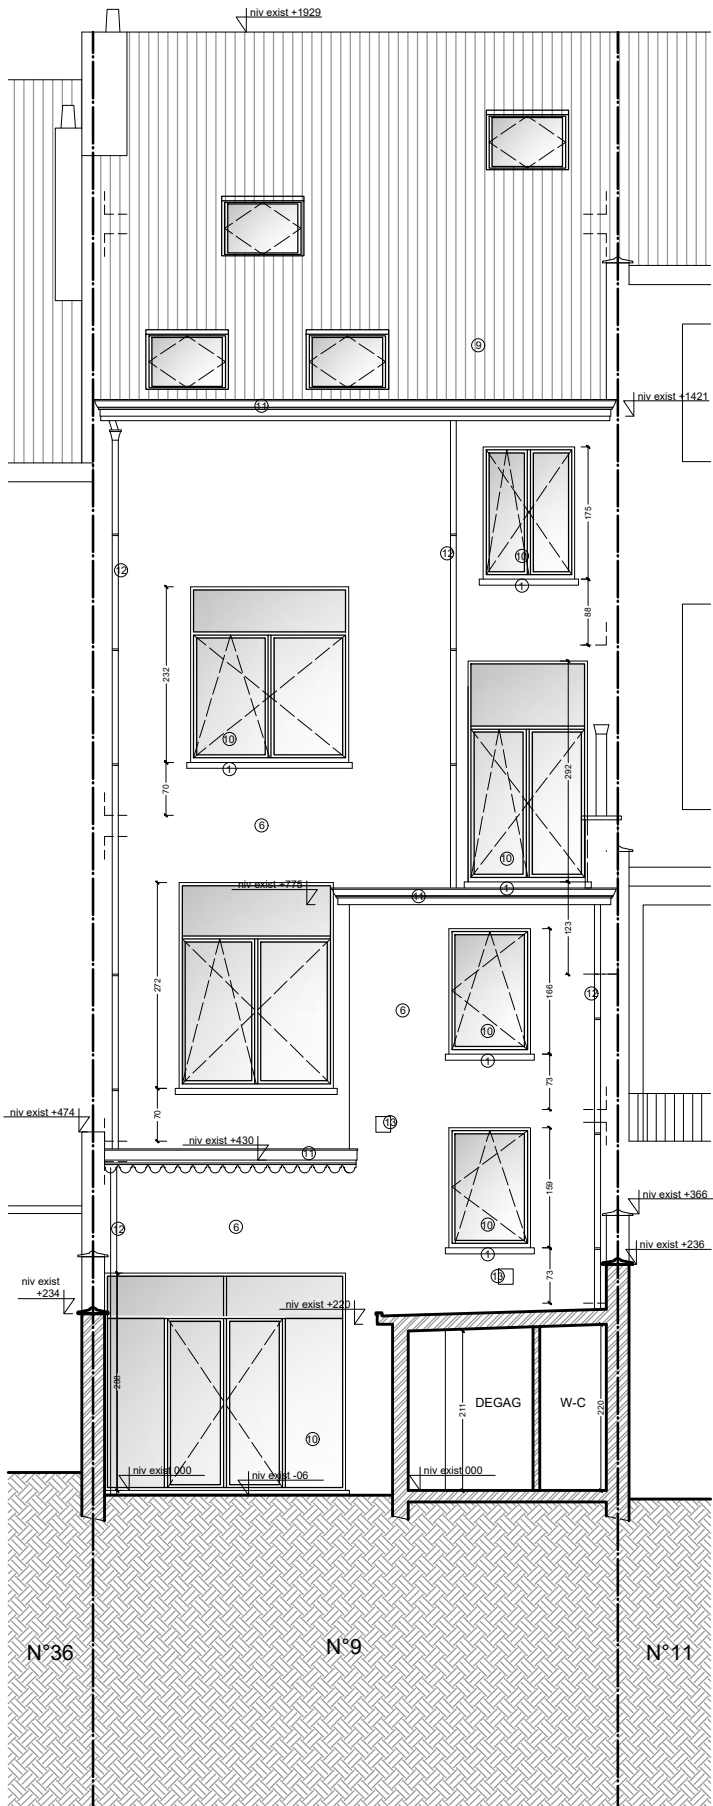 niv exist +1929
9
niv exist +1421
11
175
12
12
10
1
88
232
10
1
70
292
6
10
niv exist +775
1
11
123
272
166
12
6
10
1
70
73
niv exist +474
13
niv exist +430
11
159
niv exist +366
12
6
10
niv exist +236
1
13
niv exist
+234
73
niv exist +220
268
DEGAG
W-C
211
220
10
niv exist 000
niv exist -06
niv exist 000
N°36
N°9
N°11